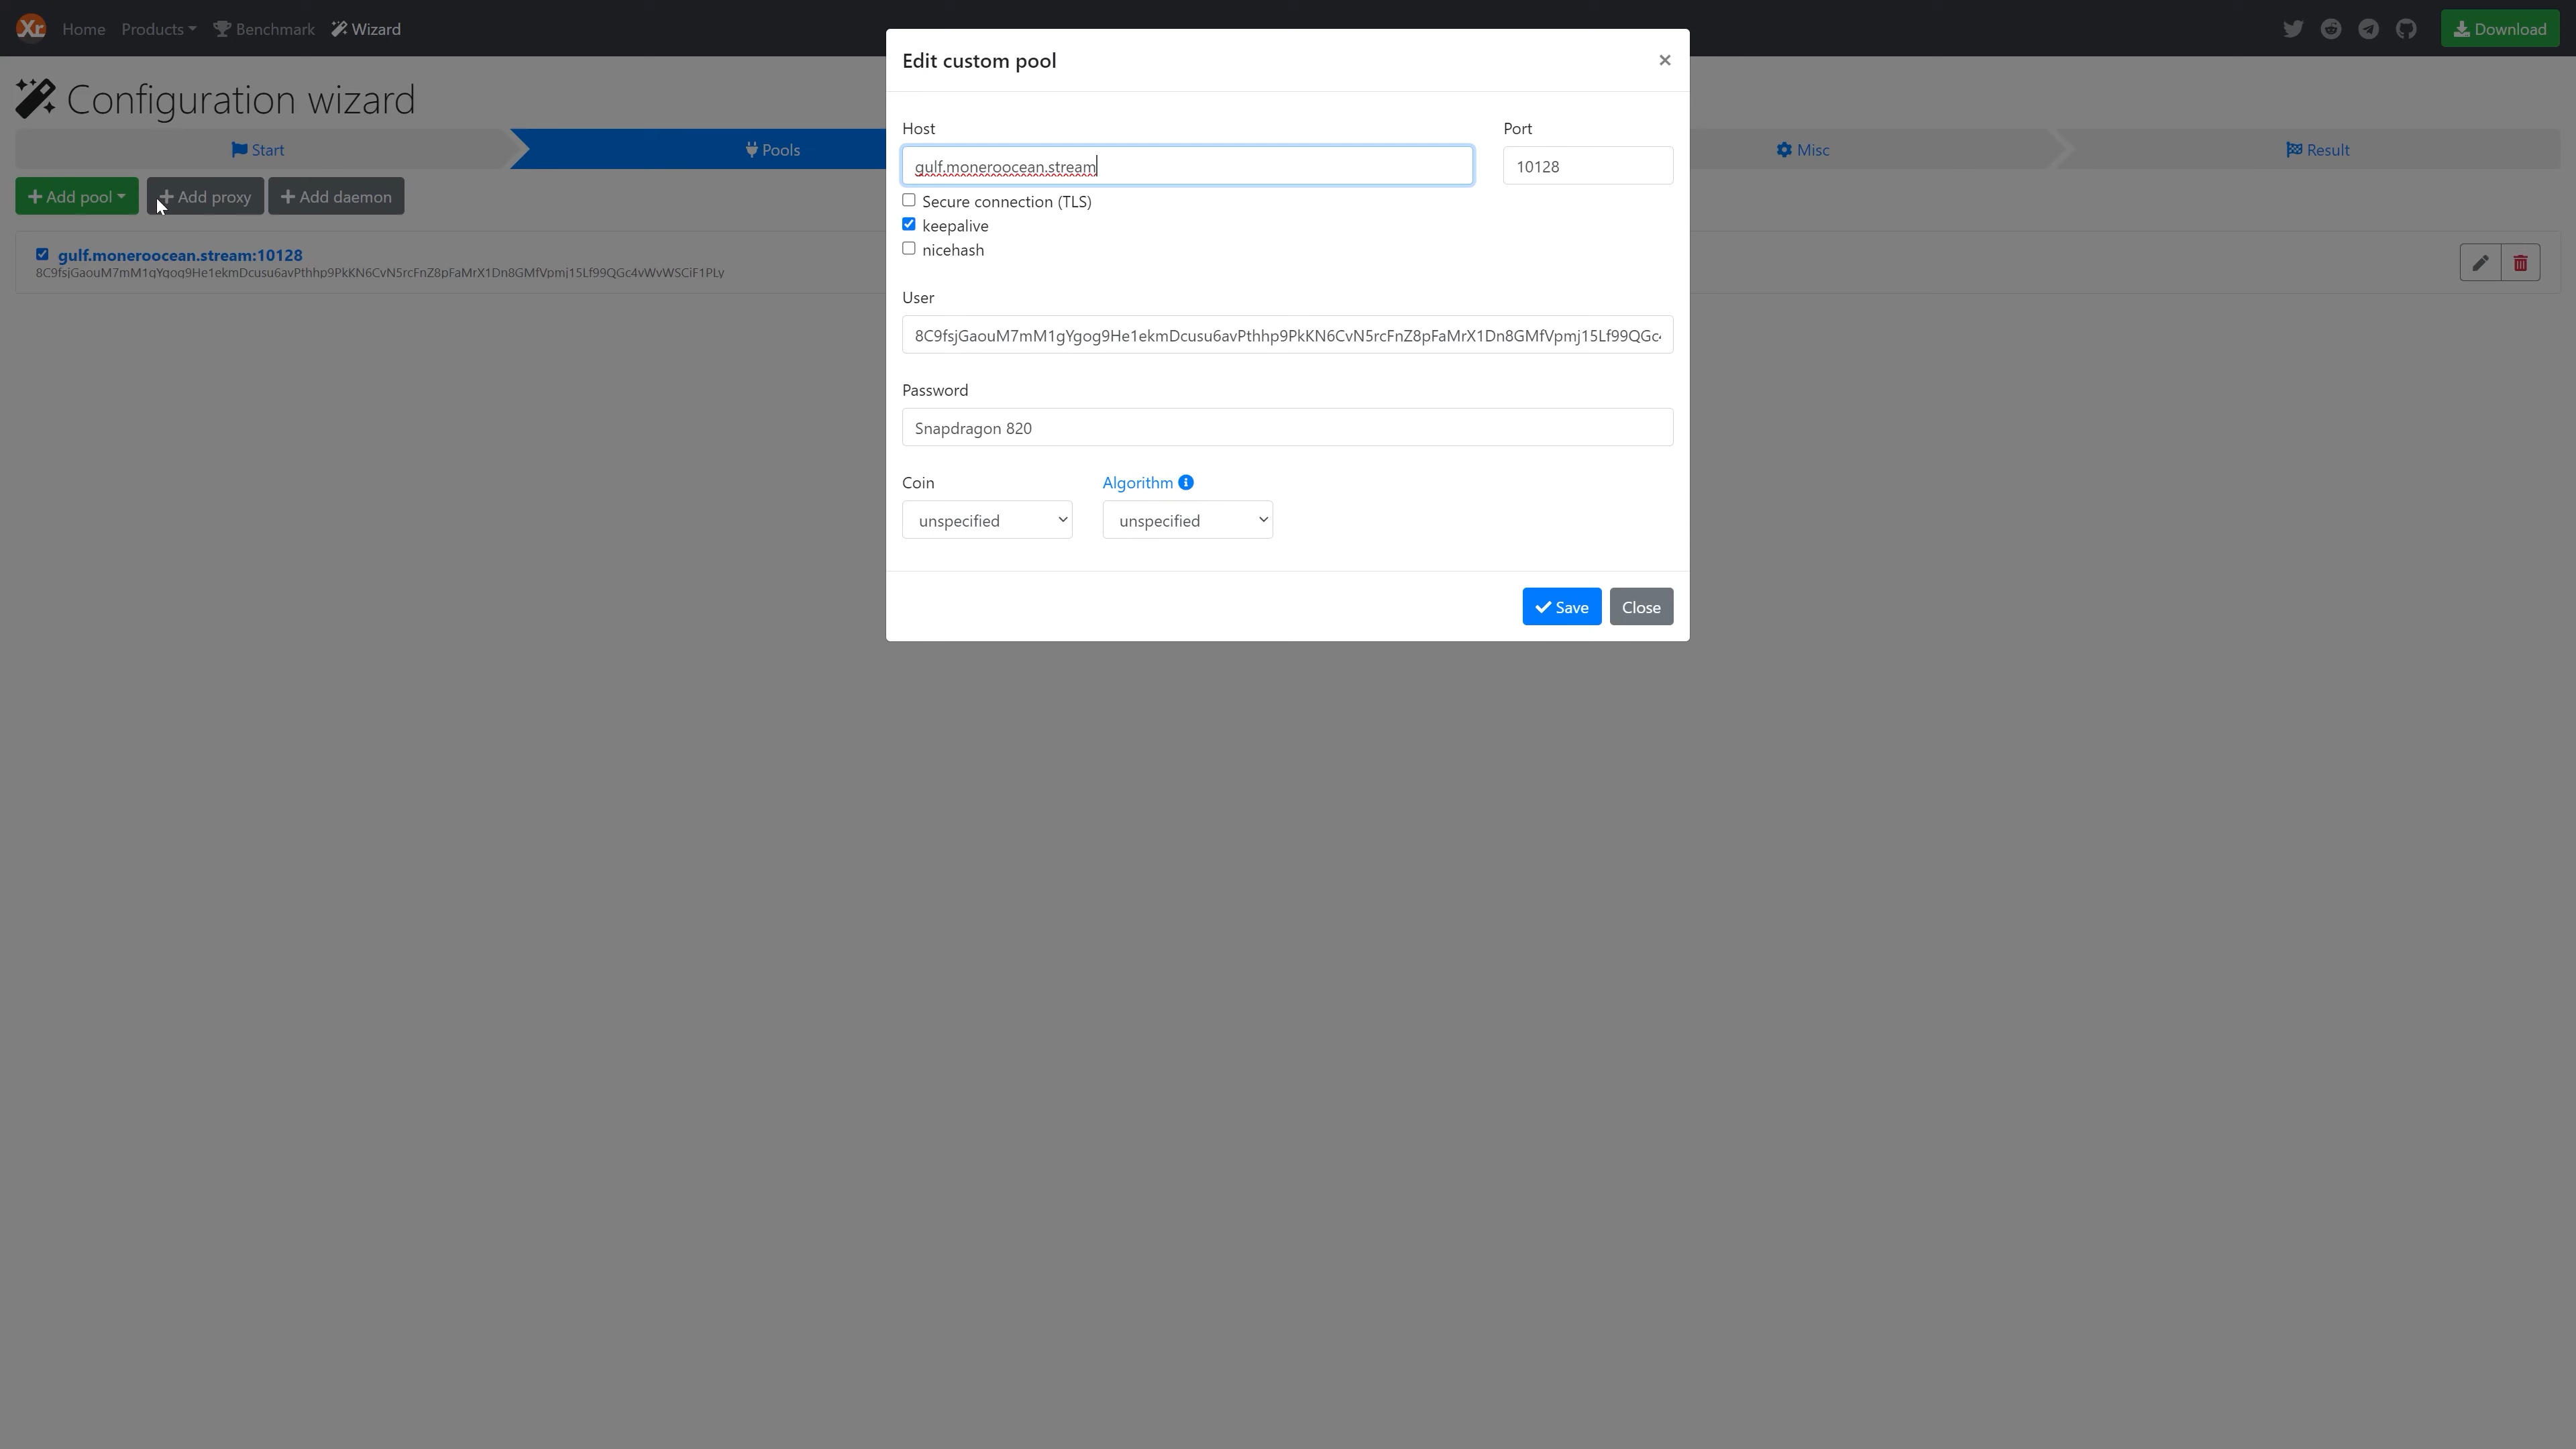 Xr Home Products Benchmark Wizard Download
Configuration wizard
Start Pools Misc Result
Add pool Add proxy Add daemon
gulf.moneroocean.stream:10128
Edit custom pool
Host Port
gulf.moneroocean.stream 10128
Secure connection (TLS)
keepalive
nicehash
User
8C9fsjGaouM7mM1gYgog9He1ekmDcusu6avPthhp9PkKN6CvN5rcFnZ8pFaMrX1Dn8GMfVpmj15Lf99QGc
Password
Snapdragon 820
Coin Algorithm
unspecified unspecified
Save Close